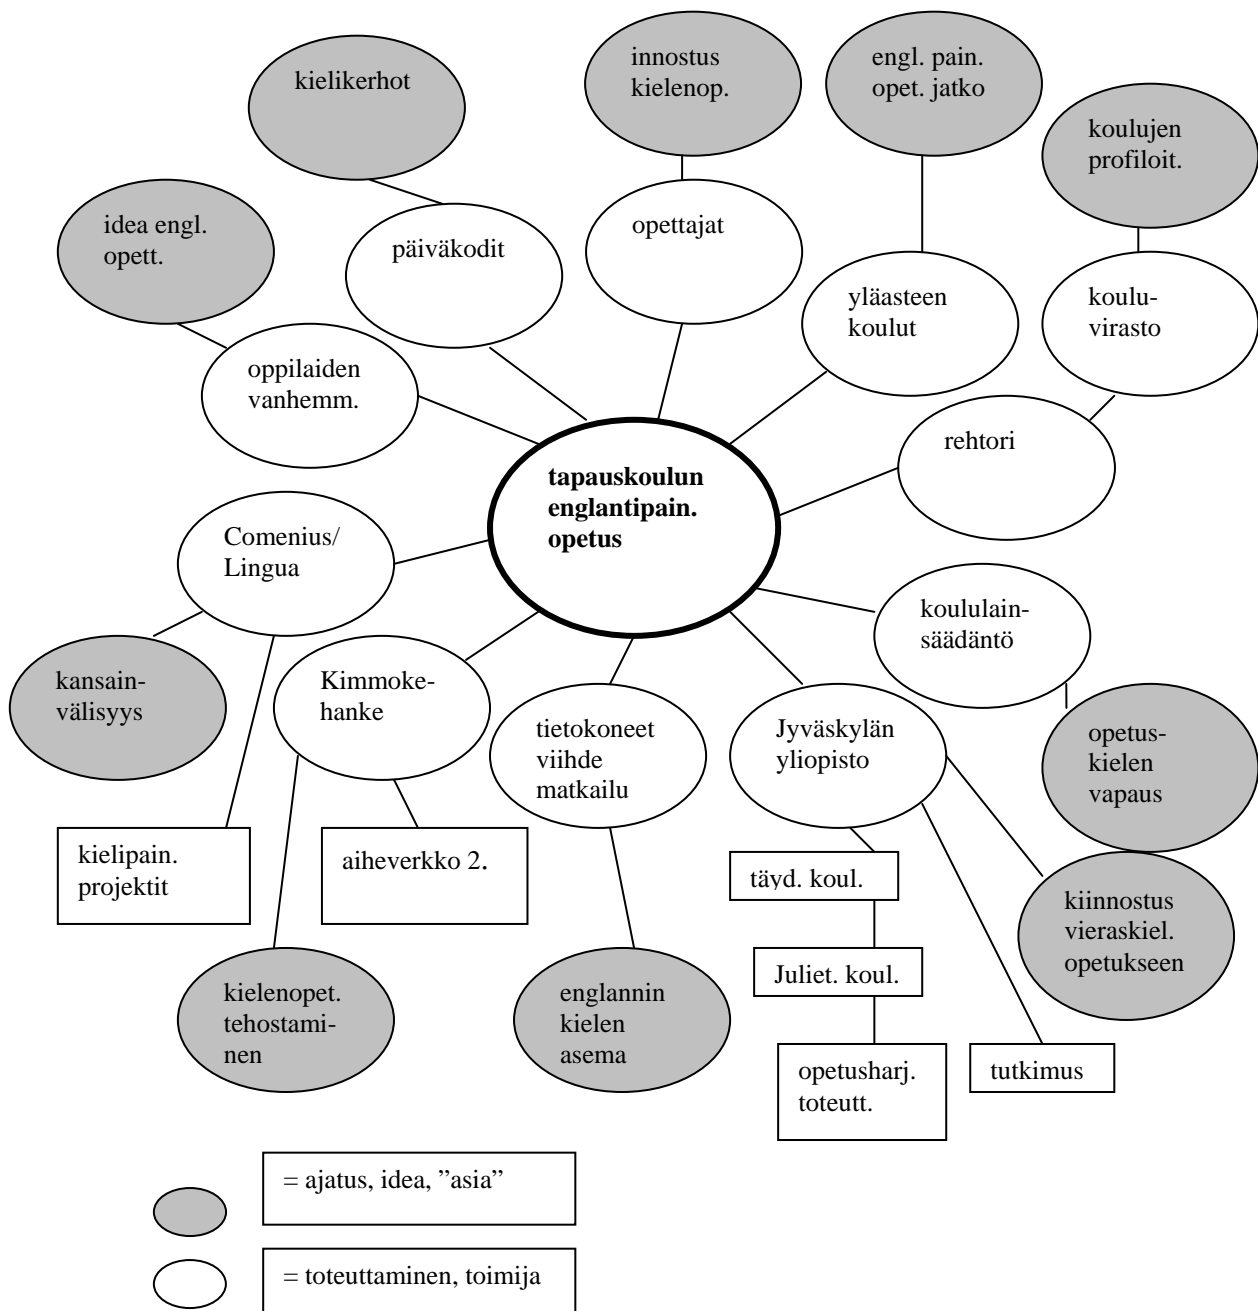 kielikerhot
innostus
kielenop.
engl. pain.
opet. jatko
koulujen
profiloit.
idea engl.
opett.
päiväkodit
opettajat
yläasteen
koulut
koulu-
virasto
oppilaiden
vanhemm.
rehtori
tapauskoulun
englantipain.
opetus
Comenius/
Lingua
koululain-
säädäntö
kansain-
välisyys
Kimmoke-
hanke
tietokoneet
viihde
matkailu
Jyväskylän
yliopisto
opetus-
kielen
vapaus
kielipain.
projektit
aiheverkko 2.
täyd. koul.
kiinnostus
vieraskiel.
opetukseen
Juliet. koul.
kielenopet.
tehostami-
nen
englannin
kielen
asema
opetusharj.
toteutt.
tutkimus
= ajatus, idea, ”asia”
= toteuttaminen, toimija